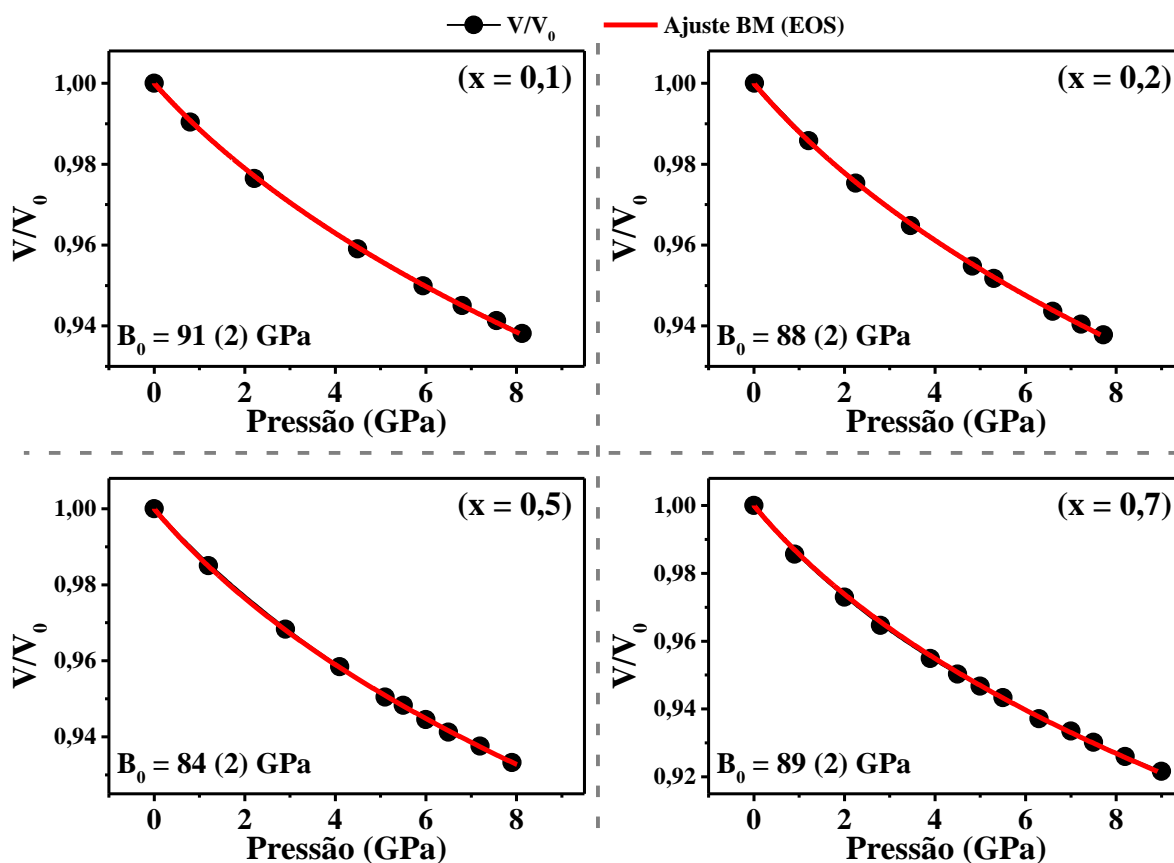 V/V0 Ajuste BM (EOS)
(x = 0,1)
1,00
0,98
0,96
0,94
V/V0
B0 = 91 (2) GPa
0 2 4 6 8
Pressão (GPa)
(x = 0,2)
1,00
0,98
0,96
0,94
V/V0
B0 = 88 (2) GPa
0 2 4 6 8
Pressão (GPa)
(x = 0,5)
1,00
0,98
0,96
0,94
V/V0
B0 = 84 (2) GPa
0 2 4 6 8
Pressão (GPa)
(x = 0,7)
1,00
0,98
0,96
0,94
0,92
V/V0
B0 = 89 (2) GPa
0 2 4 6 8
Pressão (GPa)